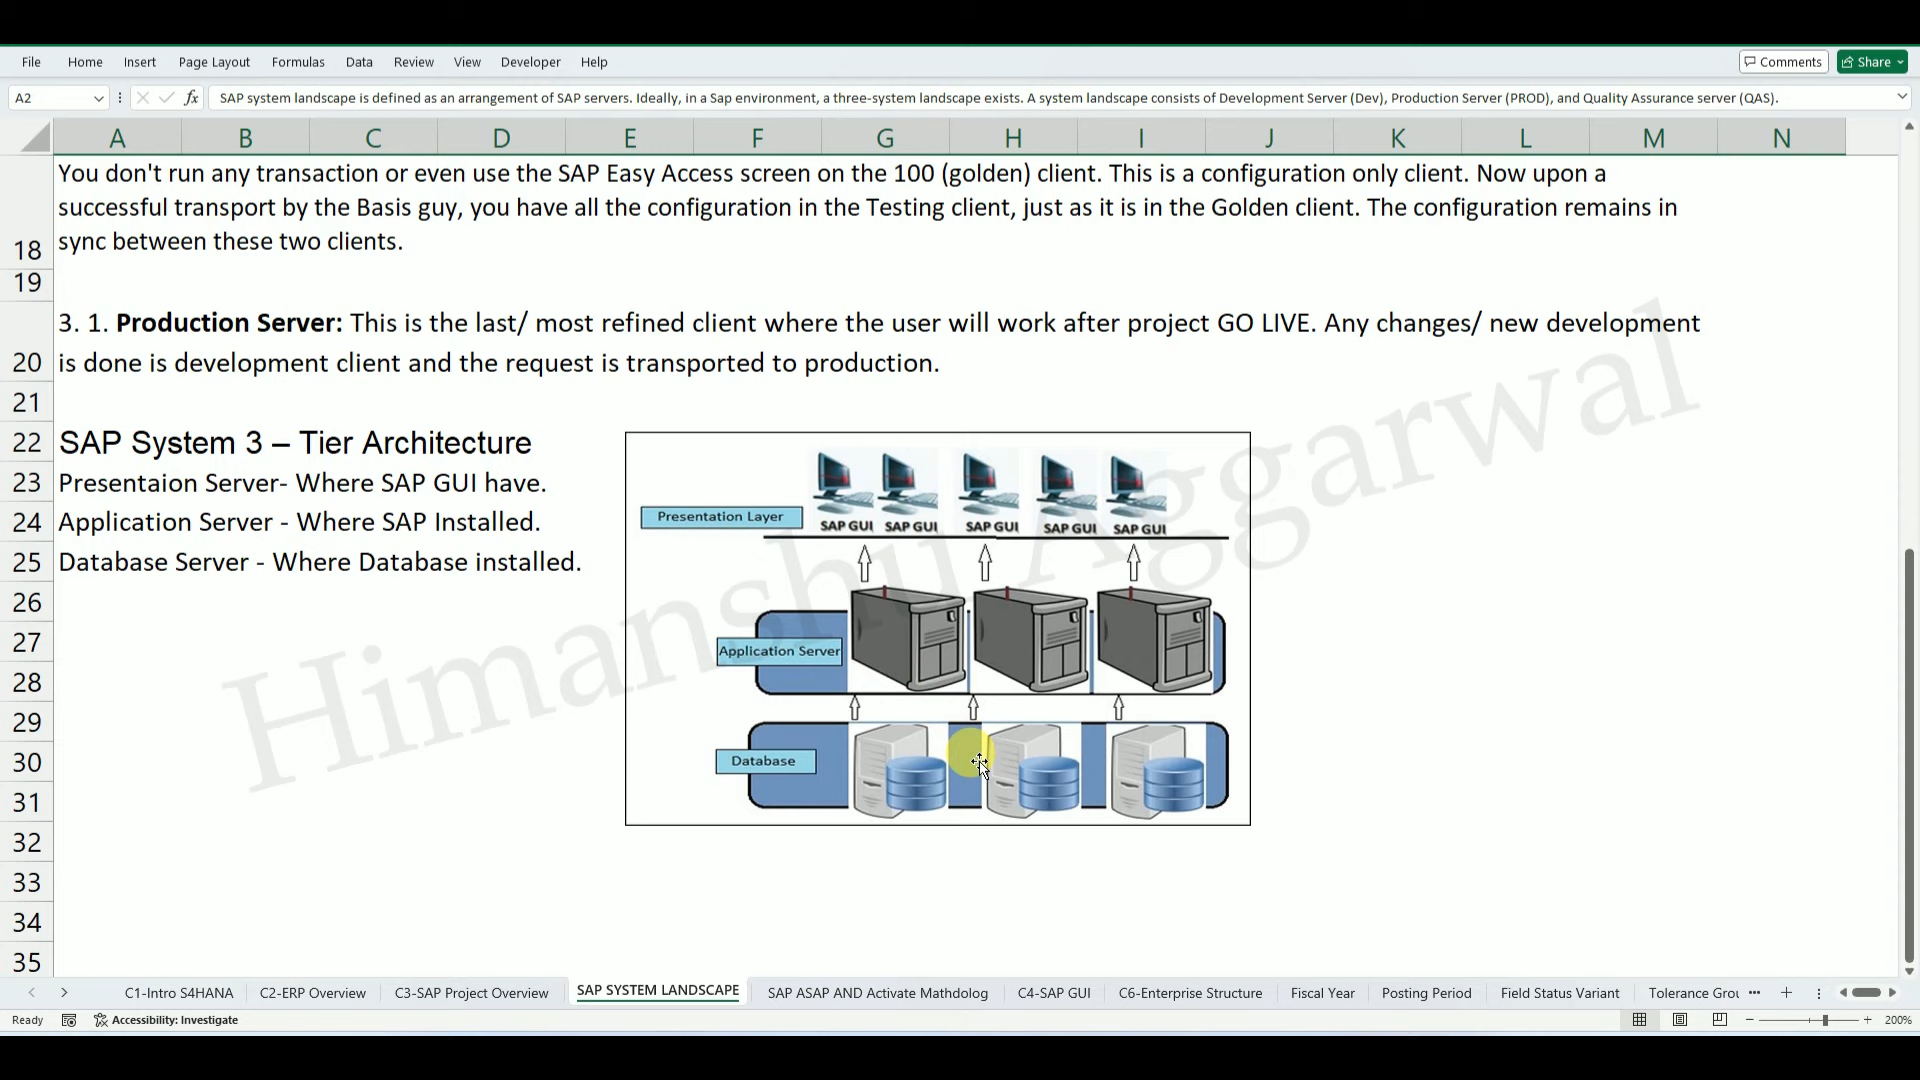 File Home Insert Page Layout Formulas Data Review View Developer Help Comments Share
A2 fx SAP system landscape is defined as an arrangement of SAP servers. Ideally, in a Sap environment, a three-system landscape exists. A system landscape consists of Development Server (Dev), Production Server (PROD), and Quality Assurance server (QAS).
A B C D E F G H I J K L M N
You don't run any transaction or even use the SAP Easy Access screen on the 100 (golden) client. This is a configuration only client. Now upon a
successful transport by the Basis guy, you have all the configuration in the Testing client, just as it is in the Golden client. The configuration remains in
18 sync between these two clients.
19
3. 1. Production Server: This is the last/ most refined client where the user will work after project GO LIVE. Any changes/ new development
20 is done is development client and the request is transported to production.
21
22 SAP System 3 – Tier Architecture
23 Presentaion Server- Where SAP GUI have.
24 Application Server - Where SAP Installed.
25 Database Server - Where Database installed.
26
27
28
29
30
31
32
33
34
35
Presentation Layer
SAP GUI SAP GUI SAP GUI SAP GUI SAP GUI
Application Server
Database
Himanshu Aggarwal
C1-Intro S4HANA C2-ERP Overview C3-SAP Project Overview SAP SYSTEM LANDSCAPE SAP ASAP AND Activate Mathdolog C4-SAP GUI C6-Enterprise Structure Fiscal Year Posting Period Field Status Variant Tolerance Grou ...
Ready Accessibility: Investigate 200%